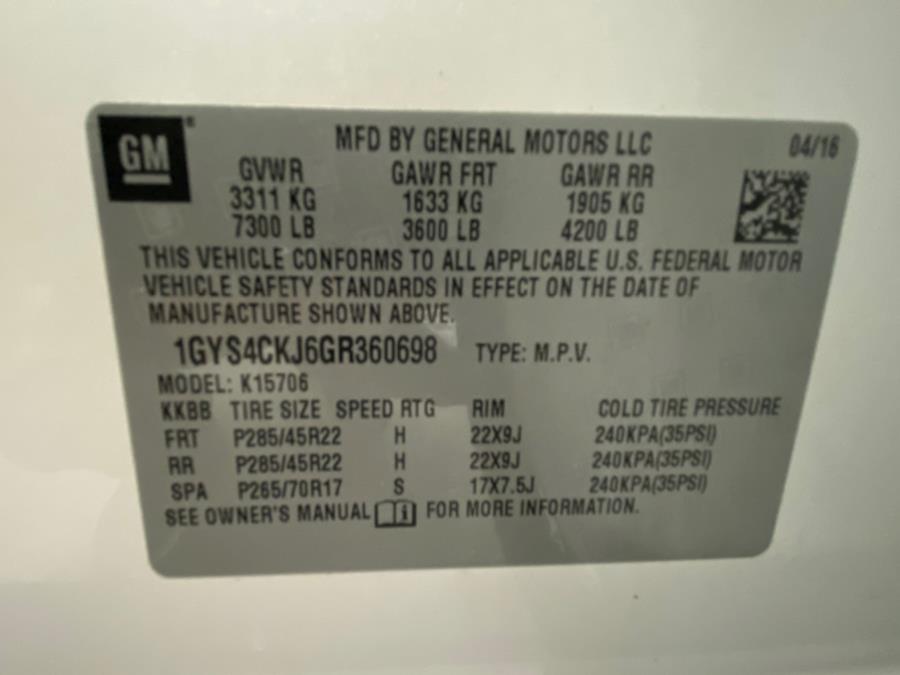 GM ® MFD BY GENERAL MOTORS LLC 04/16
GVWR GAWR FRT GAWR RR
3311 KG 1633 KG 1905 KG
7300 LB 3600 LB 4200 LB
THIS VEHICLE CONFORMS TO ALL APPLICABLE U.S. FEDERAL MOTOR
VEHICLE SAFETY STANDARDS IN EFFECT ON THE DATE OF
MANUFACTURE SHOWN ABOVE.
1GYS4CKJ6GR360698 TYPE: M.P.V.
MODEL: K15706
KKBB TIRE SIZE SPEED RTG RIM COLD TIRE PRESSURE
FRT P285/45R22 H 22X9J 240KPA(35PSI)
RR P285/45R22 H 22X9J 240KPA(35PSI)
SPA P265/70R17 S 17X7.5J 240KPA(35PSI)
SEE OWNER'S MANUAL i FOR MORE INFORMATION.